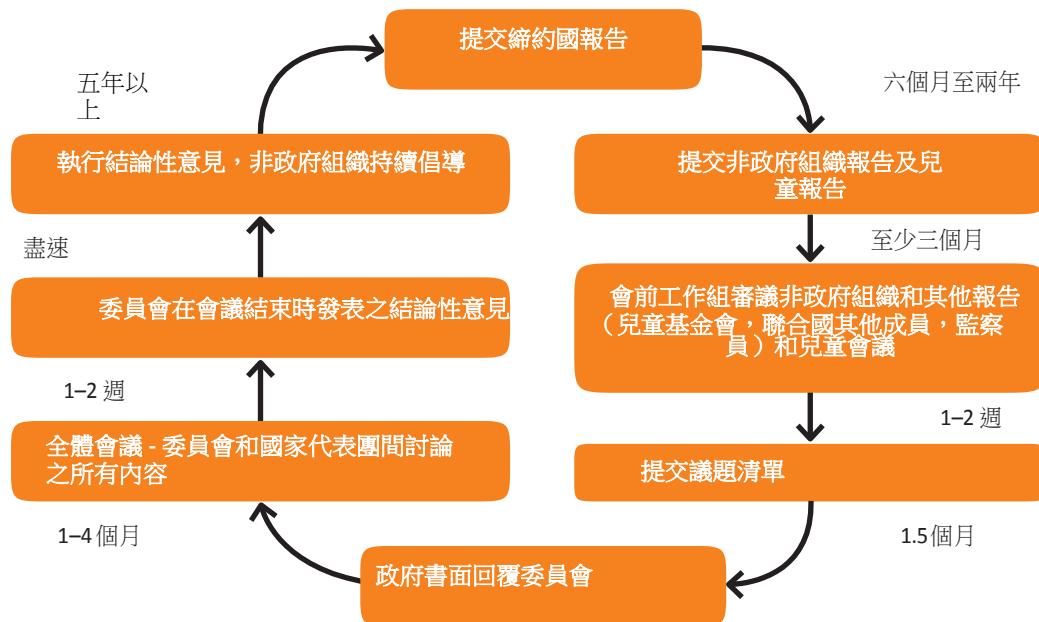 提交締約國報告
六個月至兩年
提交非政府組織報告及兒
童報告
至少三個月
會前工作組審議非政府組織和其他報告
（兒童基金會，聯合國其他成員，監察
員）和兒童會議
1–2 週
提交議題清單
1.5個月
政府書面回覆委員會
1–4 個月
全體會議 - 委員會和國家代表團間討論
之所有內容
1–2 週
委員會在會議結束時發表之結論性意見
盡速
執行結論性意見，非政府組織持續倡導
五年以
上